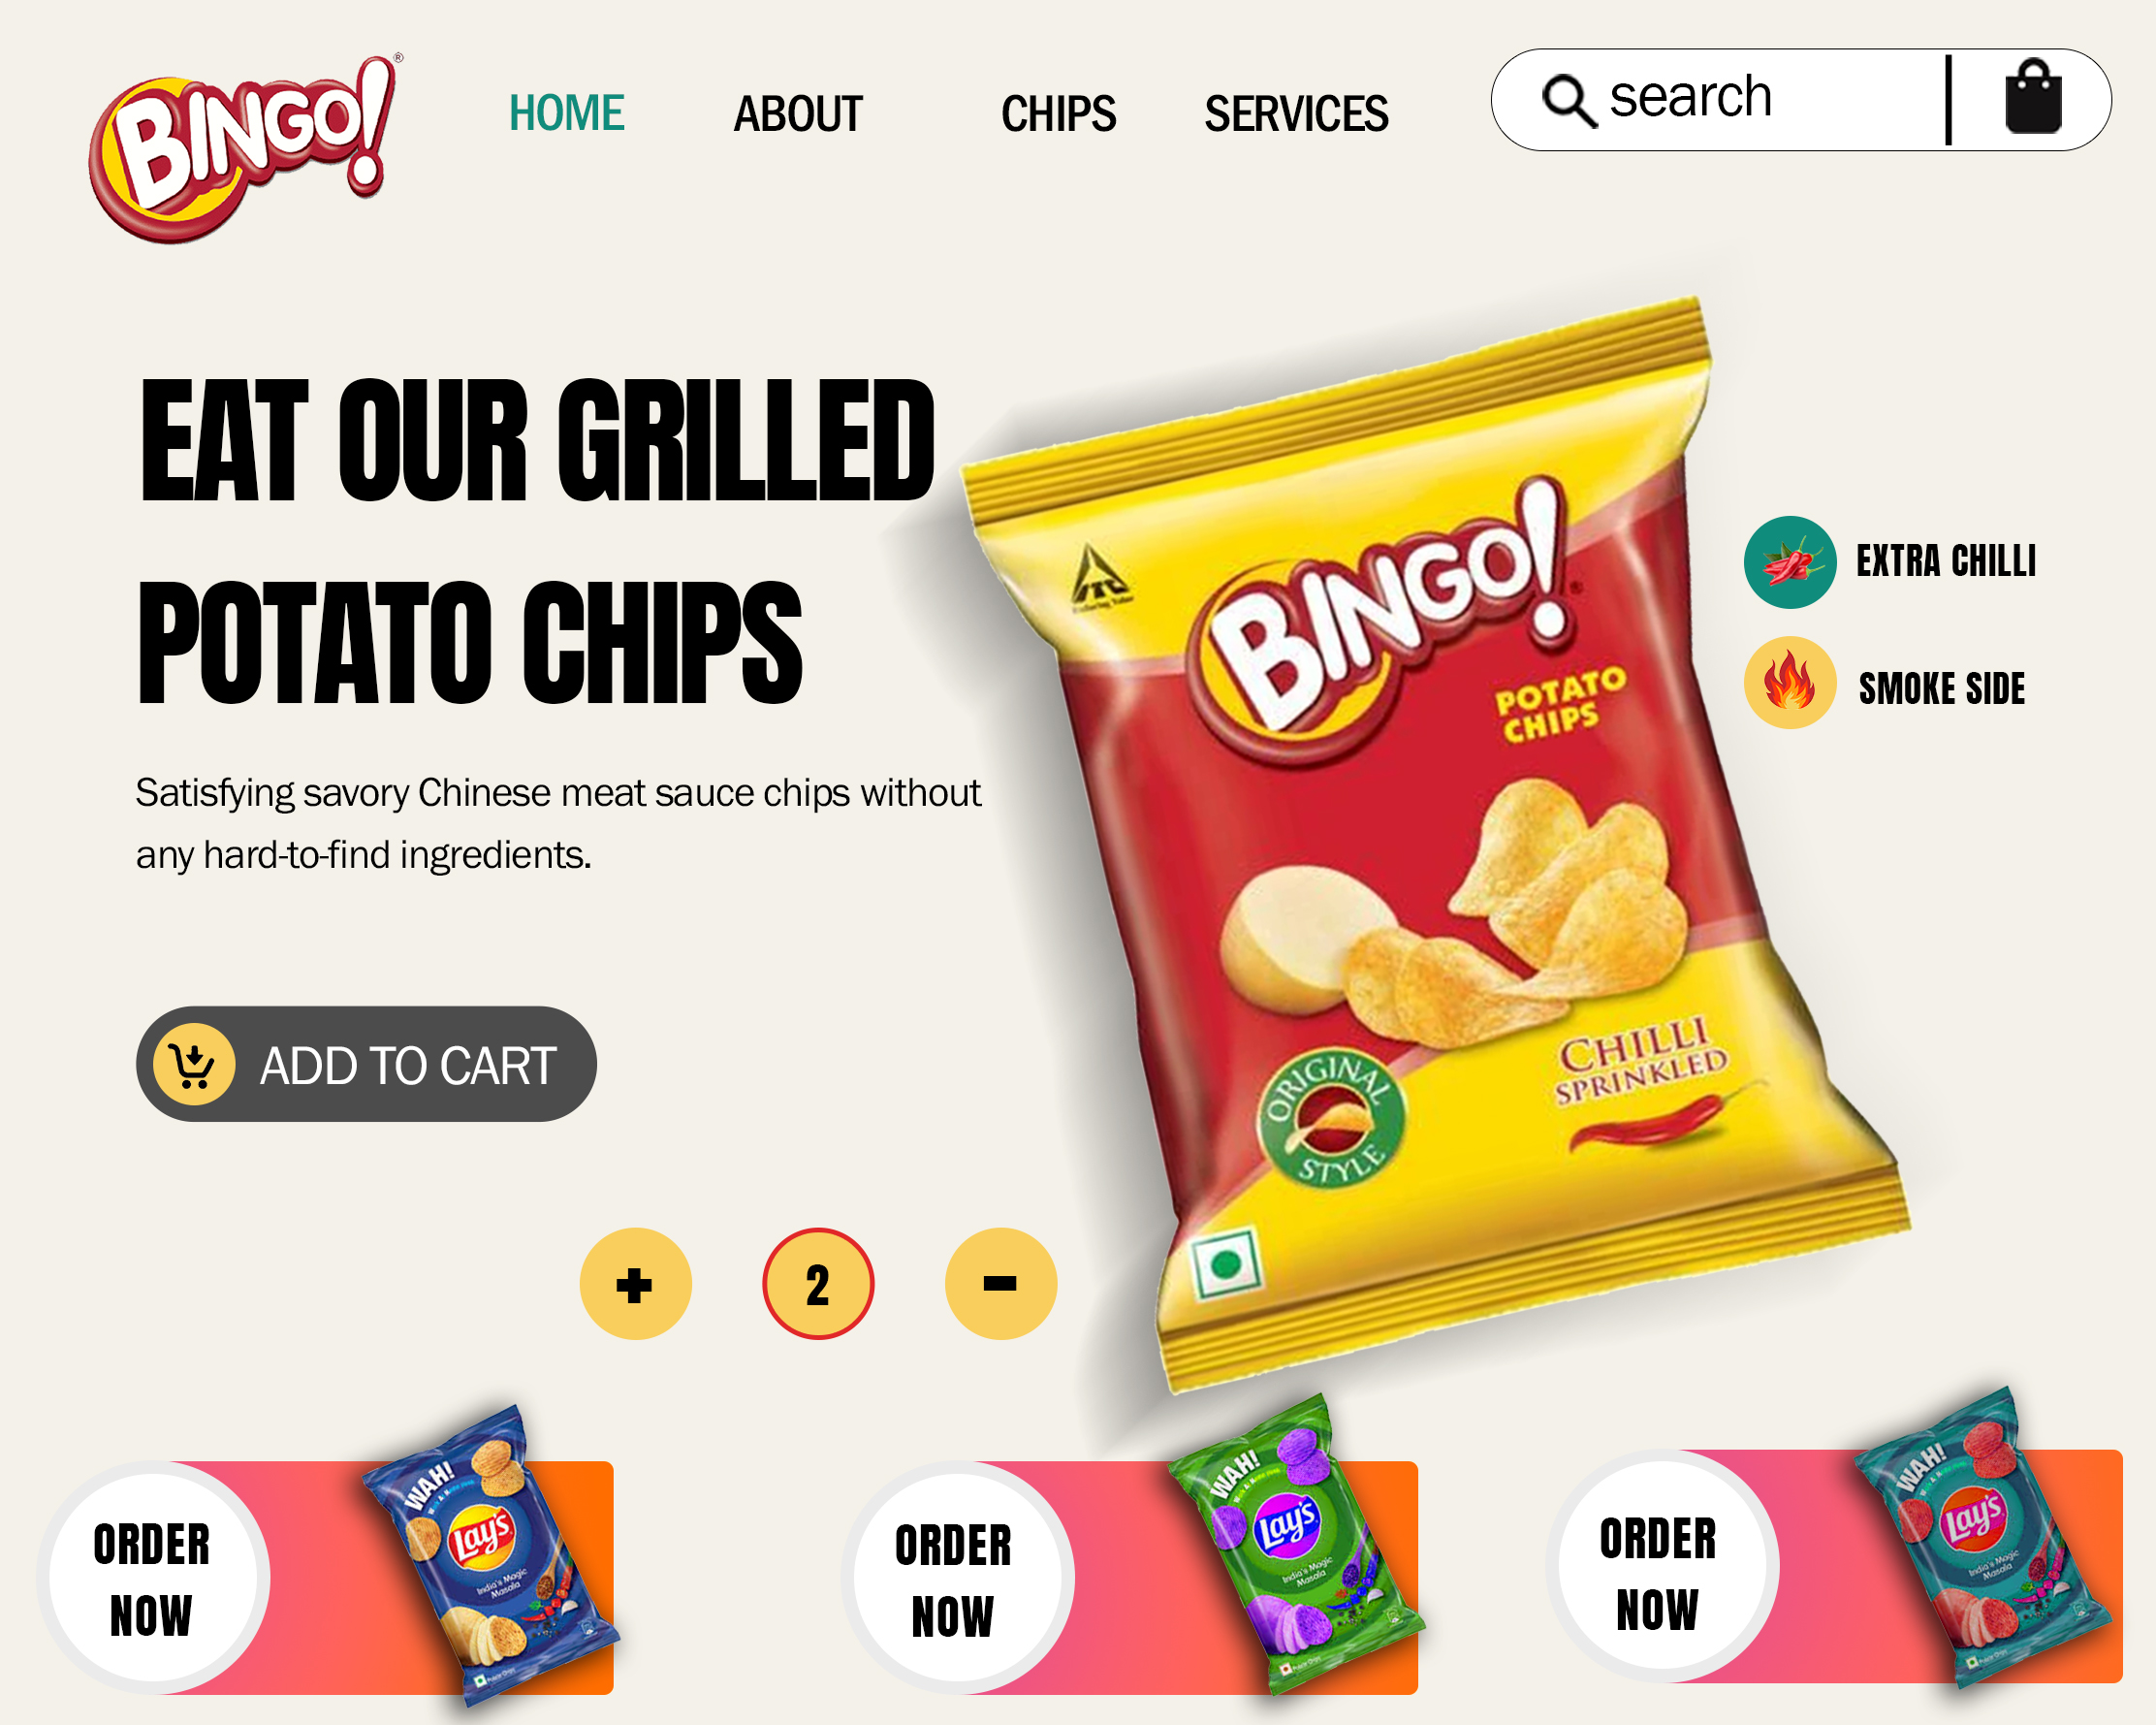 BINGO!®
HOME ABOUT CHIPS SERVICES
search
EAT OUR GRILLED
POTATO CHIPS
Satisfying savory Chinese meat sauce chips without
any hard-to-find ingredients.
ADD TO CART
+ 2 -
BINGO!
POTATO
CHIPS
CHILLI
SPRINKLED
ORIGINAL
STYLE
EXTRA CHILLI
SMOKE SIDE
ORDER
NOW
WAH!
Lay's
India's Magic
Masala
ORDER
NOW
WAH!
Lay's
India's Magic
Masala
ORDER
NOW
WAH!
Lay's
India's Magic
Masala